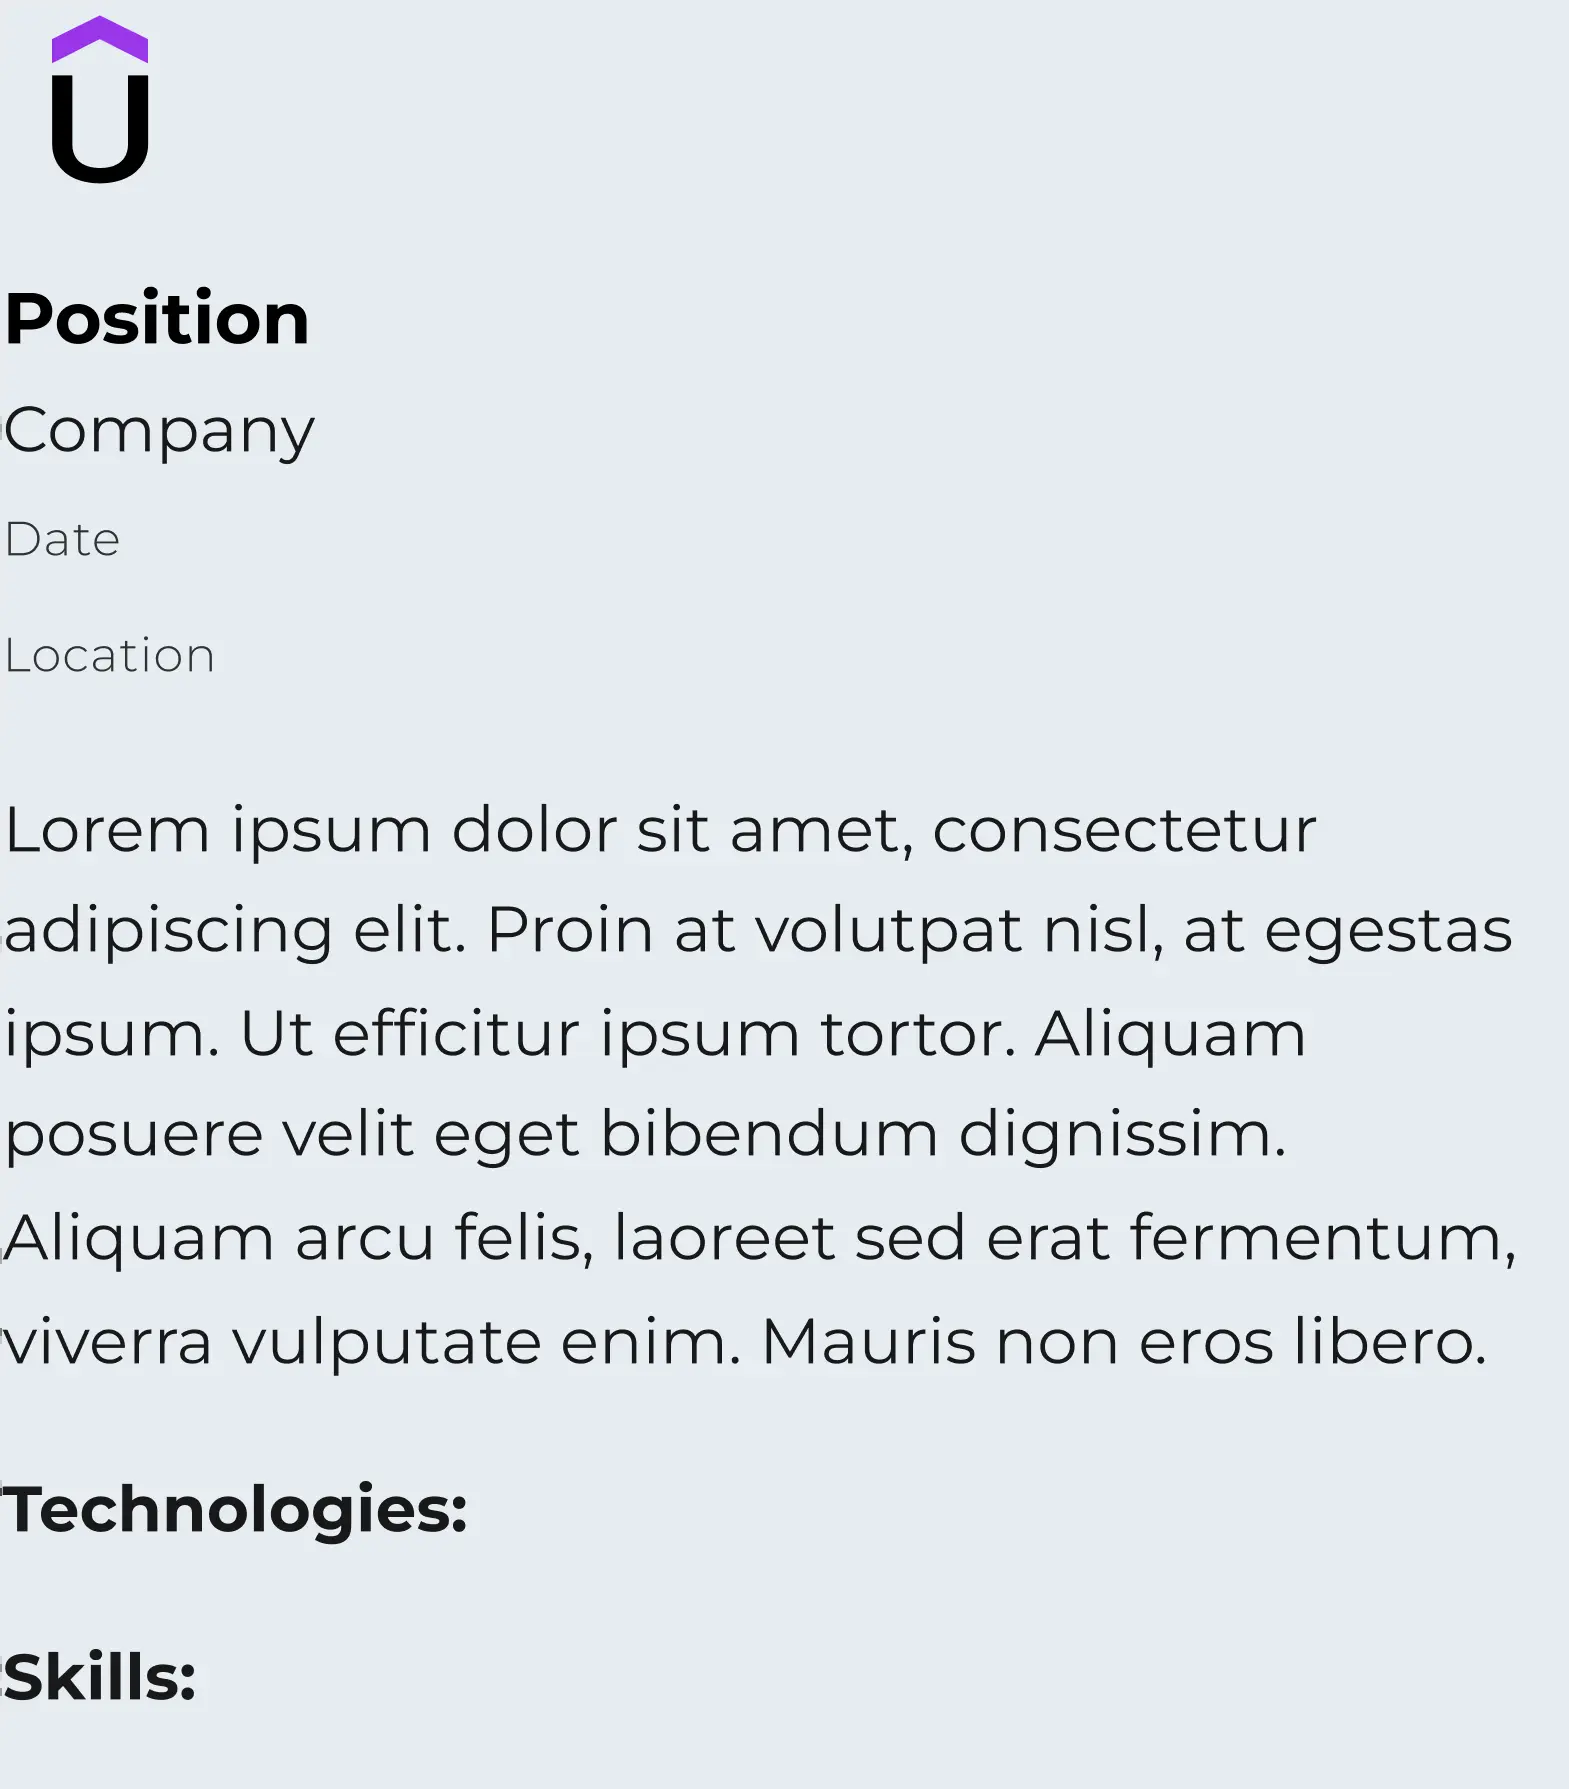 U
Position
Company
Date
Location
Lorem ipsum dolor sit amet, consectetur
adipiscing elit. Proin at volutpat nisl, at egestas
ipsum. Ut efficitur ipsum tortor. Aliquam
posuere velit eget bibendum dignissim.
Aliquam arcu felis, laoreet sed erat fermentum,
viverra vulputate enim. Mauris non eros libero.
Technologies:
Skills: